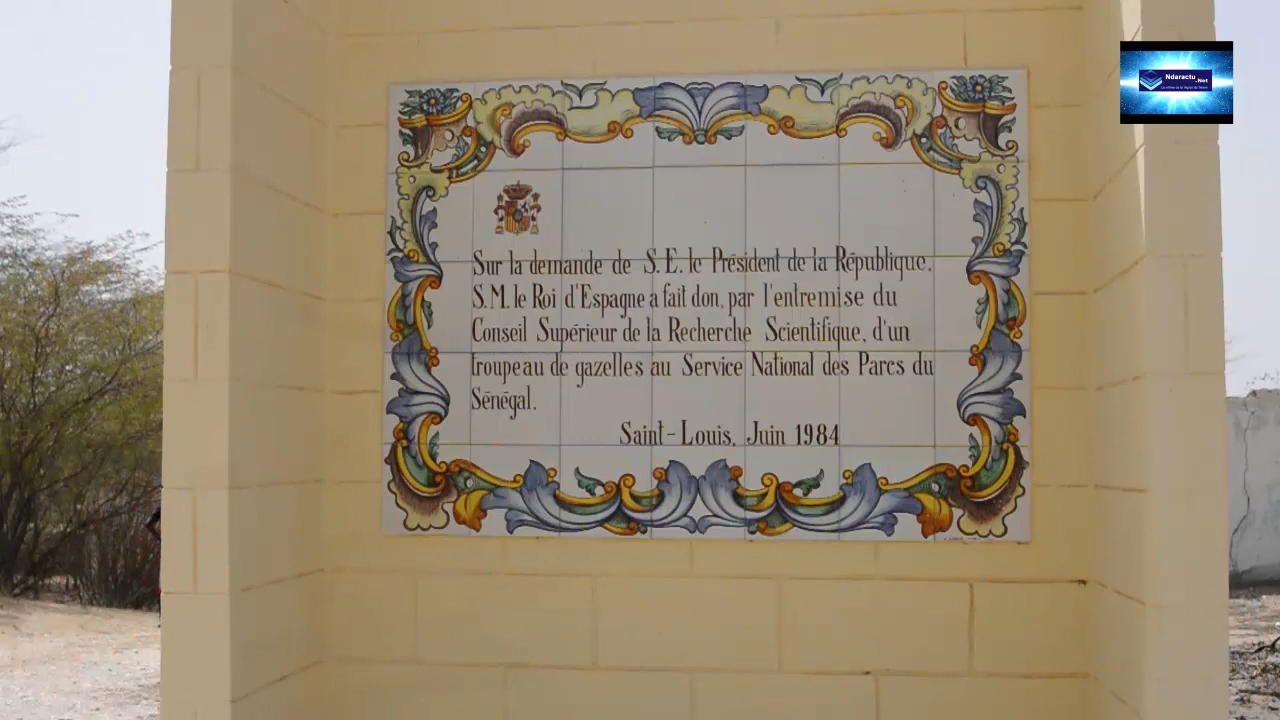 Ndaractu
.Net
Sur la demande de S.E. le Président de la République,
S.M. le Roi d'Espagne a fait don, par l'entremise du
Conseil Supérieur de la Recherche Scientifique, d'un
troupeau de gazelles au Service National des Parcs du
Sénégal.
Saint-Louis, Juin 1984